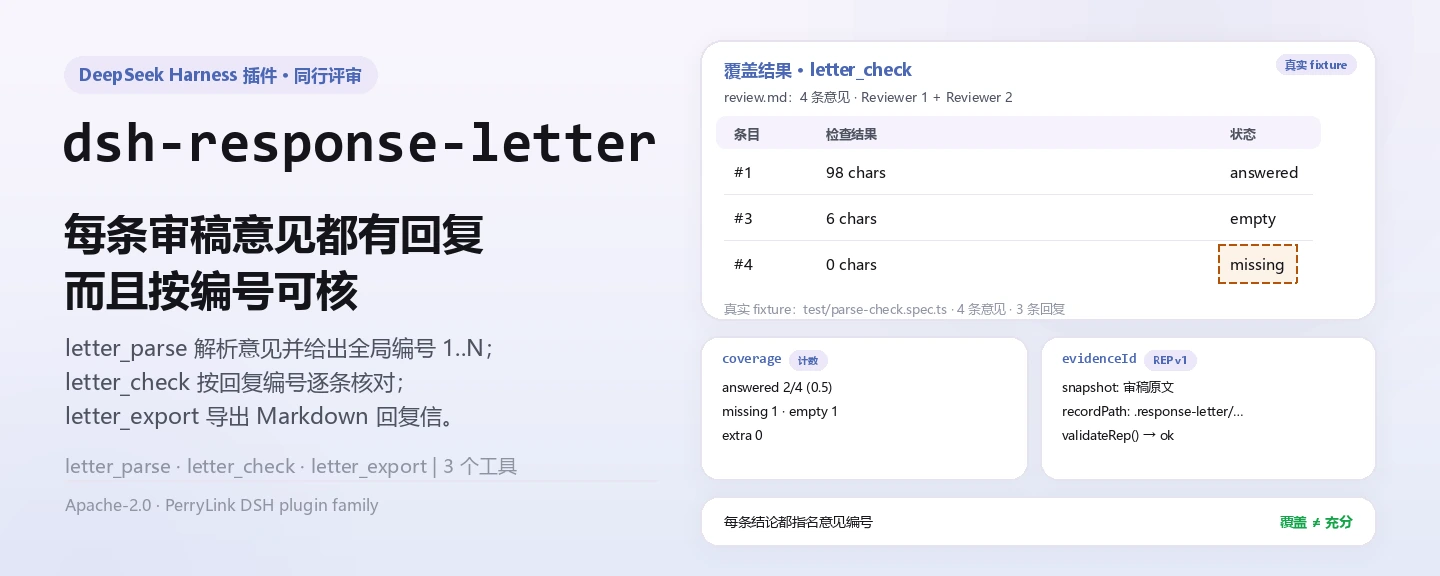 DeepSeek Harness 插件 • 同行评审
dsh-response-letter
每条审稿意见都有回复
而且按编号可核
letter_parse 解析意见并给出全局编号 1..N；
letter_check 按回复编号逐条核对；
letter_export 导出 Markdown 回复信。
letter_parse · letter_check · letter_export | 3 个工具
Apache-2.0 · PerryLink DSH plugin family
覆盖结果 • letter_check
真实 fixture
review.md：4 条意见 · Reviewer 1 + Reviewer 2
条目 检查结果 状态
#1 98 chars answered
#3 6 chars empty
#4 0 chars missing
真实 fixture：test/parse-check.spec.ts · 4 条意见 · 3 条回复
coverage 计数
answered 2/4 (0.5)
missing 1 · empty 1
extra 0
evidenceId REP v1
snapshot: 审稿原文
recordPath: .response-letter/…
validateRep() → ok
每条结论都指名意见编号
覆盖 ≠ 充分